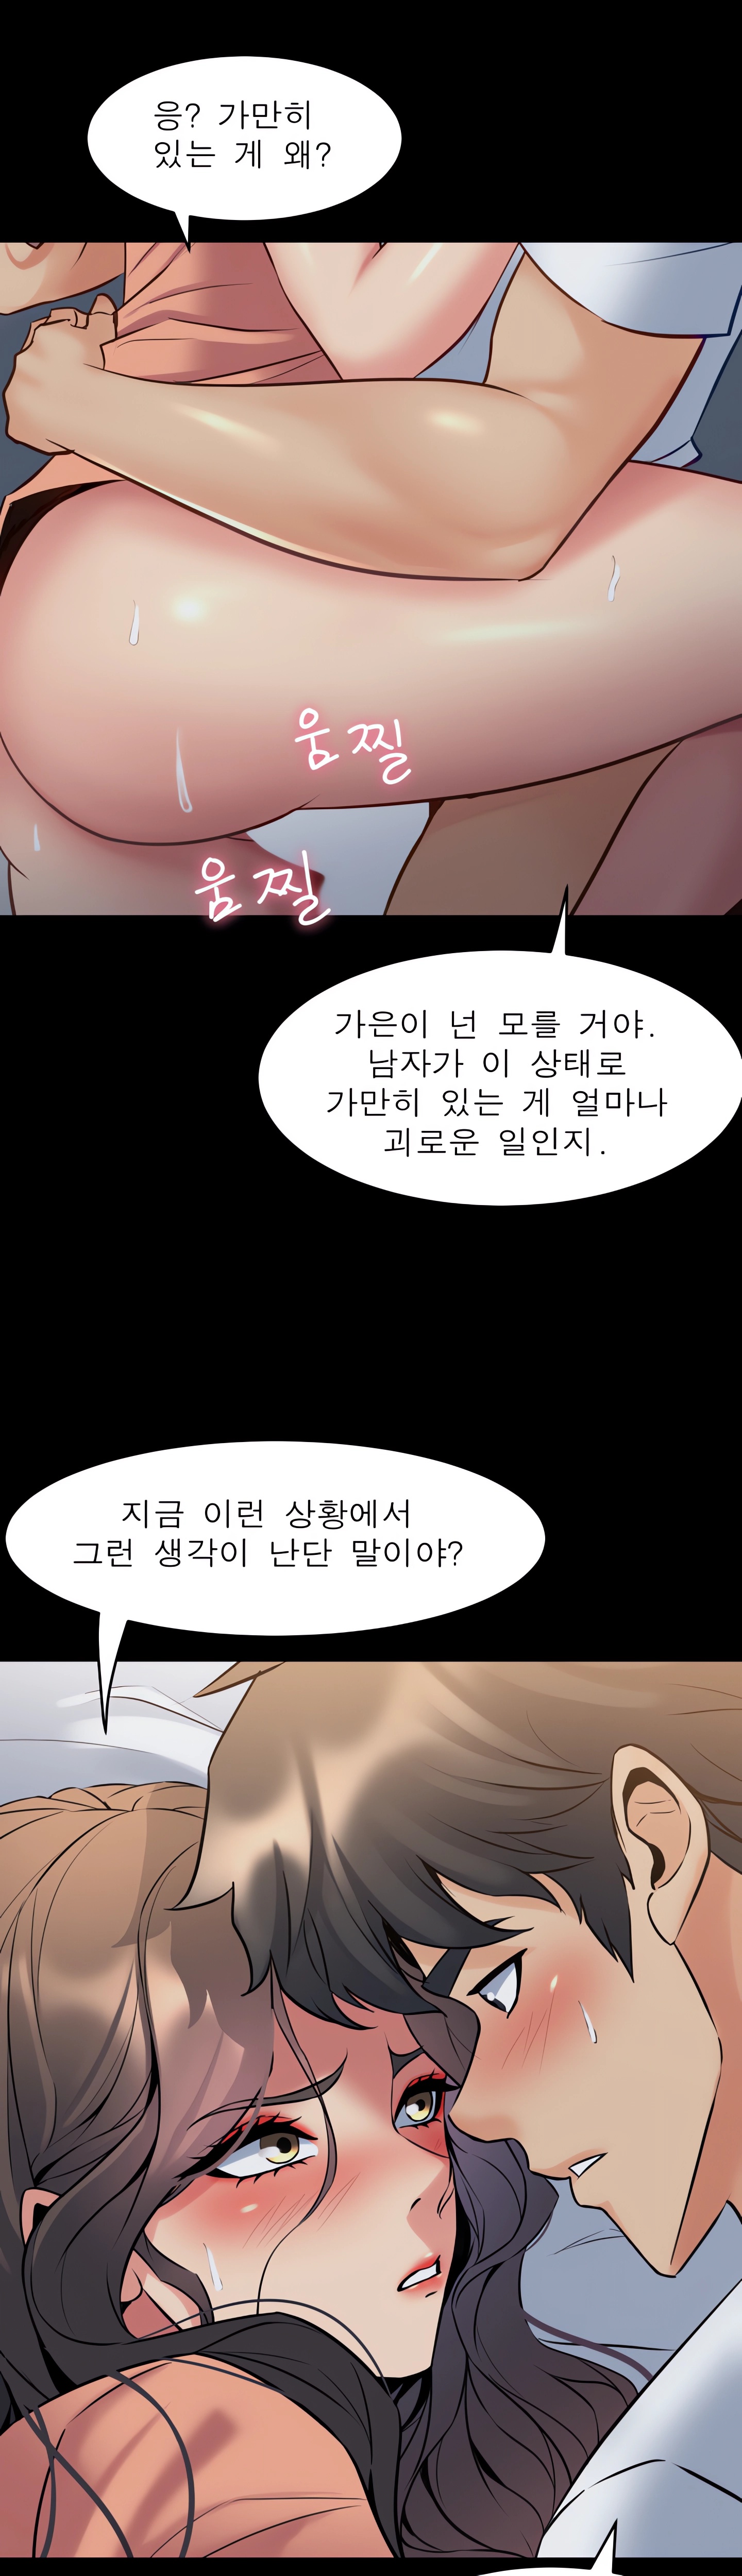 응? 가만히
있는 게 왜?
움찔
움찔
가은이 넌 모를 거야.
남자가 이 상태로
가만히 있는 게 얼마나
괴로운 일인지.
지금 이런 상황에서
그런 생각이 난단 말이야?